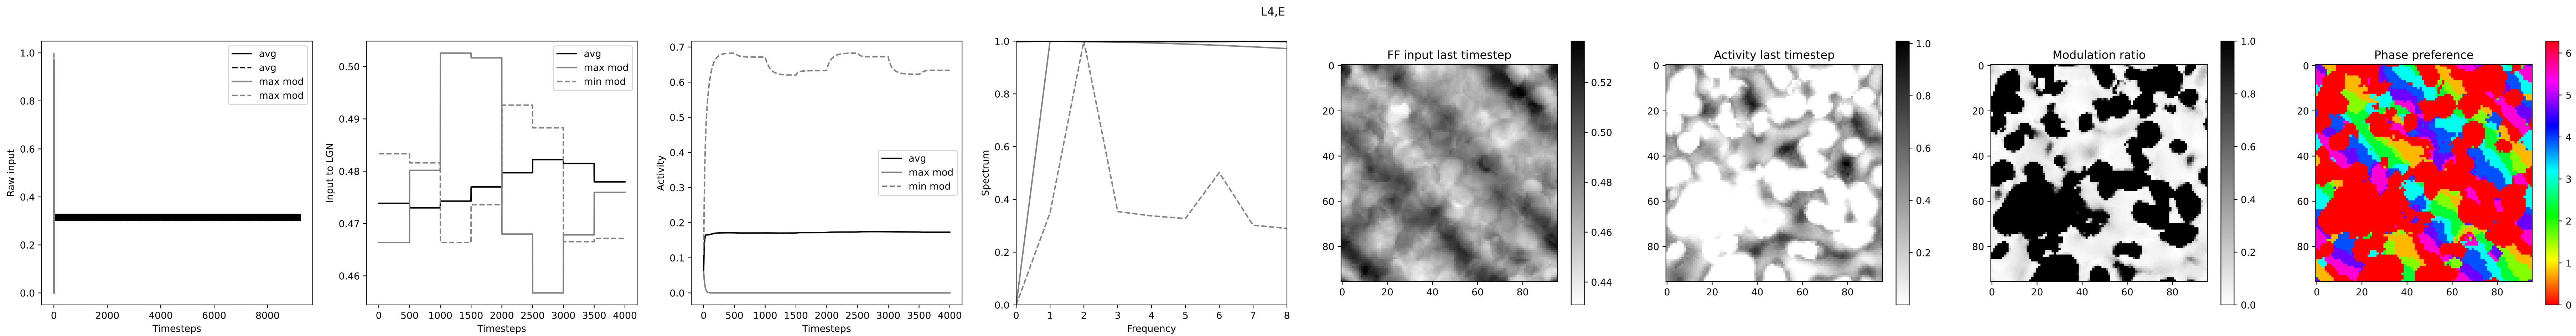 L4,E
Raw input
1.0
0.8
0.6
0.4
0.2
0.0
avg
avg
max mod
max mod
0 2000 4000 6000 8000
Timesteps
Input to LGN
0.50
0.49
0.48
0.47
0.46
avg
max mod
min mod
0 500 1000 1500 2000 2500 3000 3500 4000
Timesteps
Activity
0.7
0.6
0.5
0.4
0.3
0.2
0.1
0.0
avg
max mod
min mod
0 500 1000 1500 2000 2500 3000 3500 4000
Timesteps
Spectrum
1.0
0.8
0.6
0.4
0.2
0.0
0 1 2 3 4 5 6 7 8
Frequency
FF input last timestep
0
20
40
60
80
0 20 40 60 80
0.52
0.50
0.48
0.46
0.44
Activity last timestep
0
20
40
60
80
0 20 40 60 80
1.0
0.8
0.6
0.4
0.2
Modulation ratio
0
20
40
60
80
0 20 40 60 80
1.0
0.8
0.6
0.4
0.2
0.0
Phase preference
0
20
40
60
80
0 20 40 60 80
6
5
4
3
2
1
0